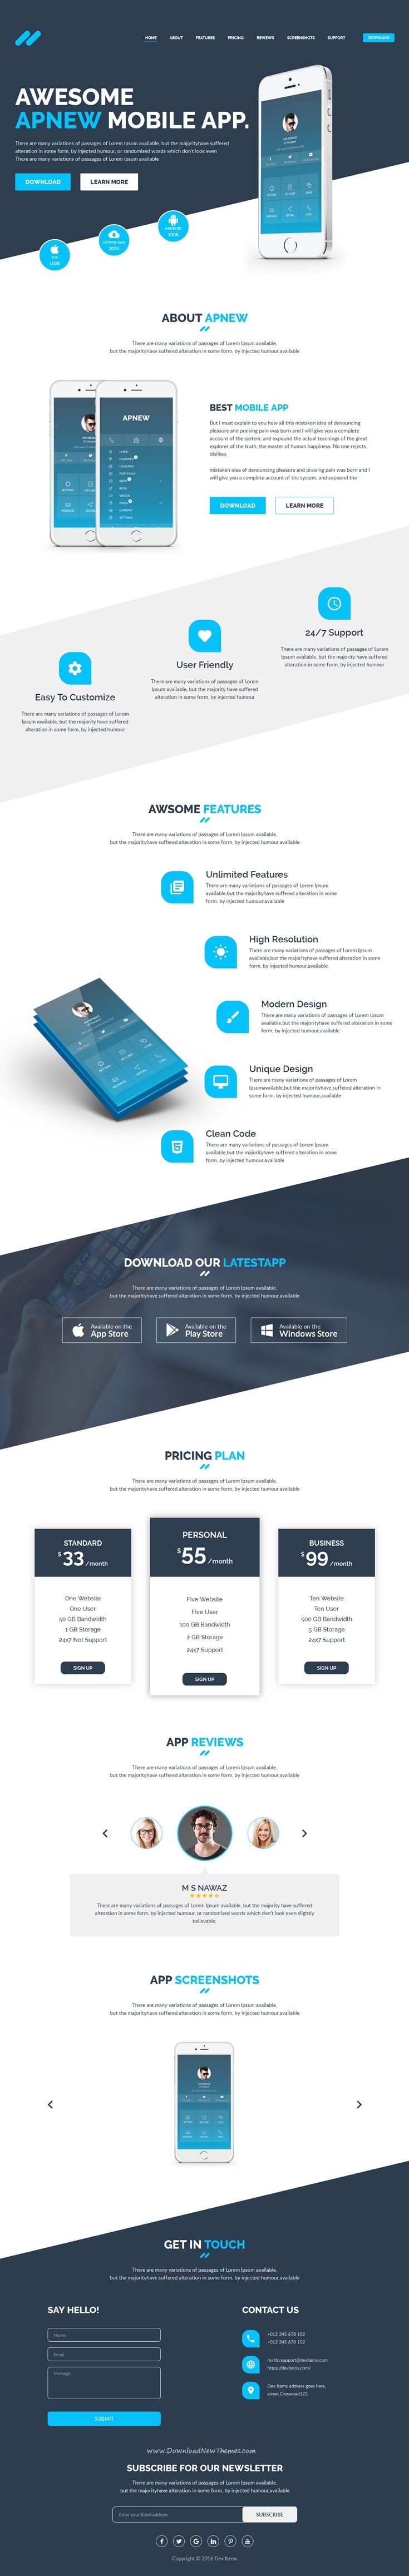 HOME ABOUT FEATURES PRICING REVIEWS SCREENSHOTS SUPPORT DOWNLOAD
AWESOME
APNEW MOBILE APP.
There are many variations of passages of Lorem Ipsum available, but the majorityhave suffered
alteration in some form, by injected humour, or randomised words which don't look even
There are many variations of passages of Lorem Ipsum available
DOWNLOAD LEARN MORE
ANDROID
190K
DOWNLOAD
202K
IOS
102K
ABOUT APNEW
There are many variations of passages of Lorem Ipsum available,
but the majorityhave suffered alteration in some form, by injected humour,available
APNEW
HOME
FEATURES
GALLERIES
PORTFOLIO
SHOP
BLOG
VIDEOS
PAGES
CONTACT
SETTINGS
BEST MOBILE APP
But I must explain to you how all this mistaken idea of denouncing
pleasure and praising pain was born and I will give you a complete
account of the system, and expound the actual teachings of the great
explorer of the truth, the master of human happiness. No one rejects,
dislikes,
mistaken idea of denouncing pleasure and praising pain was born and I
will give you a complete account of the system, and expound the
DOWNLOAD LEARN MORE
24/7 Support
There are many variations of passages of Lorem
Ipsum available, but the majority have suffered
alteration in some form, by injected humour
User Friendly
There are many variations of passages of Lorem
Ipsum available, but the majority have suffered
alteration in some form, by injected humour
Easy To Customize
There are many variations of passages of Lorem
Ipsum available, but the majority have suffered
alteration in some form, by injected humour
AWSOME FEATURES
There are many variations of passages of Lorem Ipsum available,
but the majorityhave suffered alteration in some form, by injected humour,available
Unlimited Features
There are many variations of passages of Lorem Ipsum
available,but the majorityhave suffered alteration in some
form, by injected humour,available
High Resolution
There are many variations of passages of Lorem Ipsum
available,but the majorityhave suffered alteration in some
form, by injected humour,available
Modern Design
There are many variations of passages of Lorem Ipsum
available,but the majorityhave suffered alteration in some
form, by injected humour,available
Unique Design
There are many variations of passages of Lorem
Ipsumavailable,but the majorityhave suffered alteration in
some form, by injected humour,available
Clean Code
There are many variations of passages of Lorem Ipsum
available,but the majorityhave suffered alteration in some
form, by injected humour,available
DOWNLOAD OUR LATESTAPP
There are many variations of passages of Lorem Ipsum available,
but the majorityhave suffered alteration in some form, by injected humour,available
Available on the
App Store
Available on the
Play Store
Available on the
Windows Store
PRICING PLAN
There are many variations of passages of Lorem Ipsum available,
but the majorityhave suffered alteration in some form, by injected humour,available
STANDARD
$33/month
One Website
One User
50 GB Bandwidth
1 GB Storage
24x7 Not Support
SIGN UP
PERSONAL
$55/month
Five Website
Five User
100 GB Bandwidth
2 GB Storage
24x7 Support
SIGN UP
BUSINESS
$99/month
Ten Website
Ten User
500 GB Bandwidth
5 GB Storage
24x7 Support
SIGN UP
APP REVIEWS
There are many variations of passages of Lorem Ipsum available,
but the majorityhave suffered alteration in some form, by injected humour,available
M S NAWAZ
There are many variations of passages of Lorem Ipsum available, but the majority have suffered
alteration in some form, by injected humour, or randomised words which don't look even slightly
believable.
APP SCREENSHOTS
There are many variations of passages of Lorem Ipsum available,
but the majorityhave suffered alteration in some form, by injected humour,available
GET IN TOUCH
There are many variations of passages of Lorem Ipsum available,
but the majorityhave suffered alteration in some form, by injected humour,available
SAY HELLO!
Name
Email
Message
SUBMIT
CONTACT US
+012 345 678 102
+012 345 678 102
mailto:support@devitems.com
https://devitems.com/
Dev Items address goes here,
street,Crossroad123.
www.DownloadNewThemes.com
SUBSCRIBE FOR OUR NEWSLETTER
There are many variations of passages of Lorem Ipsum available,
but the majorityhave suffered alteration in some form, by injected humour,available
Enter your Email address SUBSCRIBE
Copyright © 2016 Dev Items